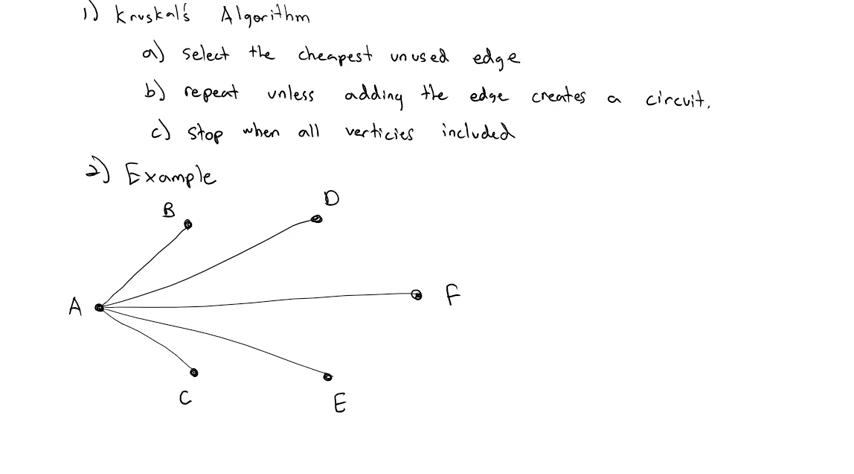 1) Kruskal's Algorithm
a) select the cheapest unused edge
b) repeat unless adding the edge creates a circuit.
c) stop when all verticies included
2) Example
B
D
A
F
C
E